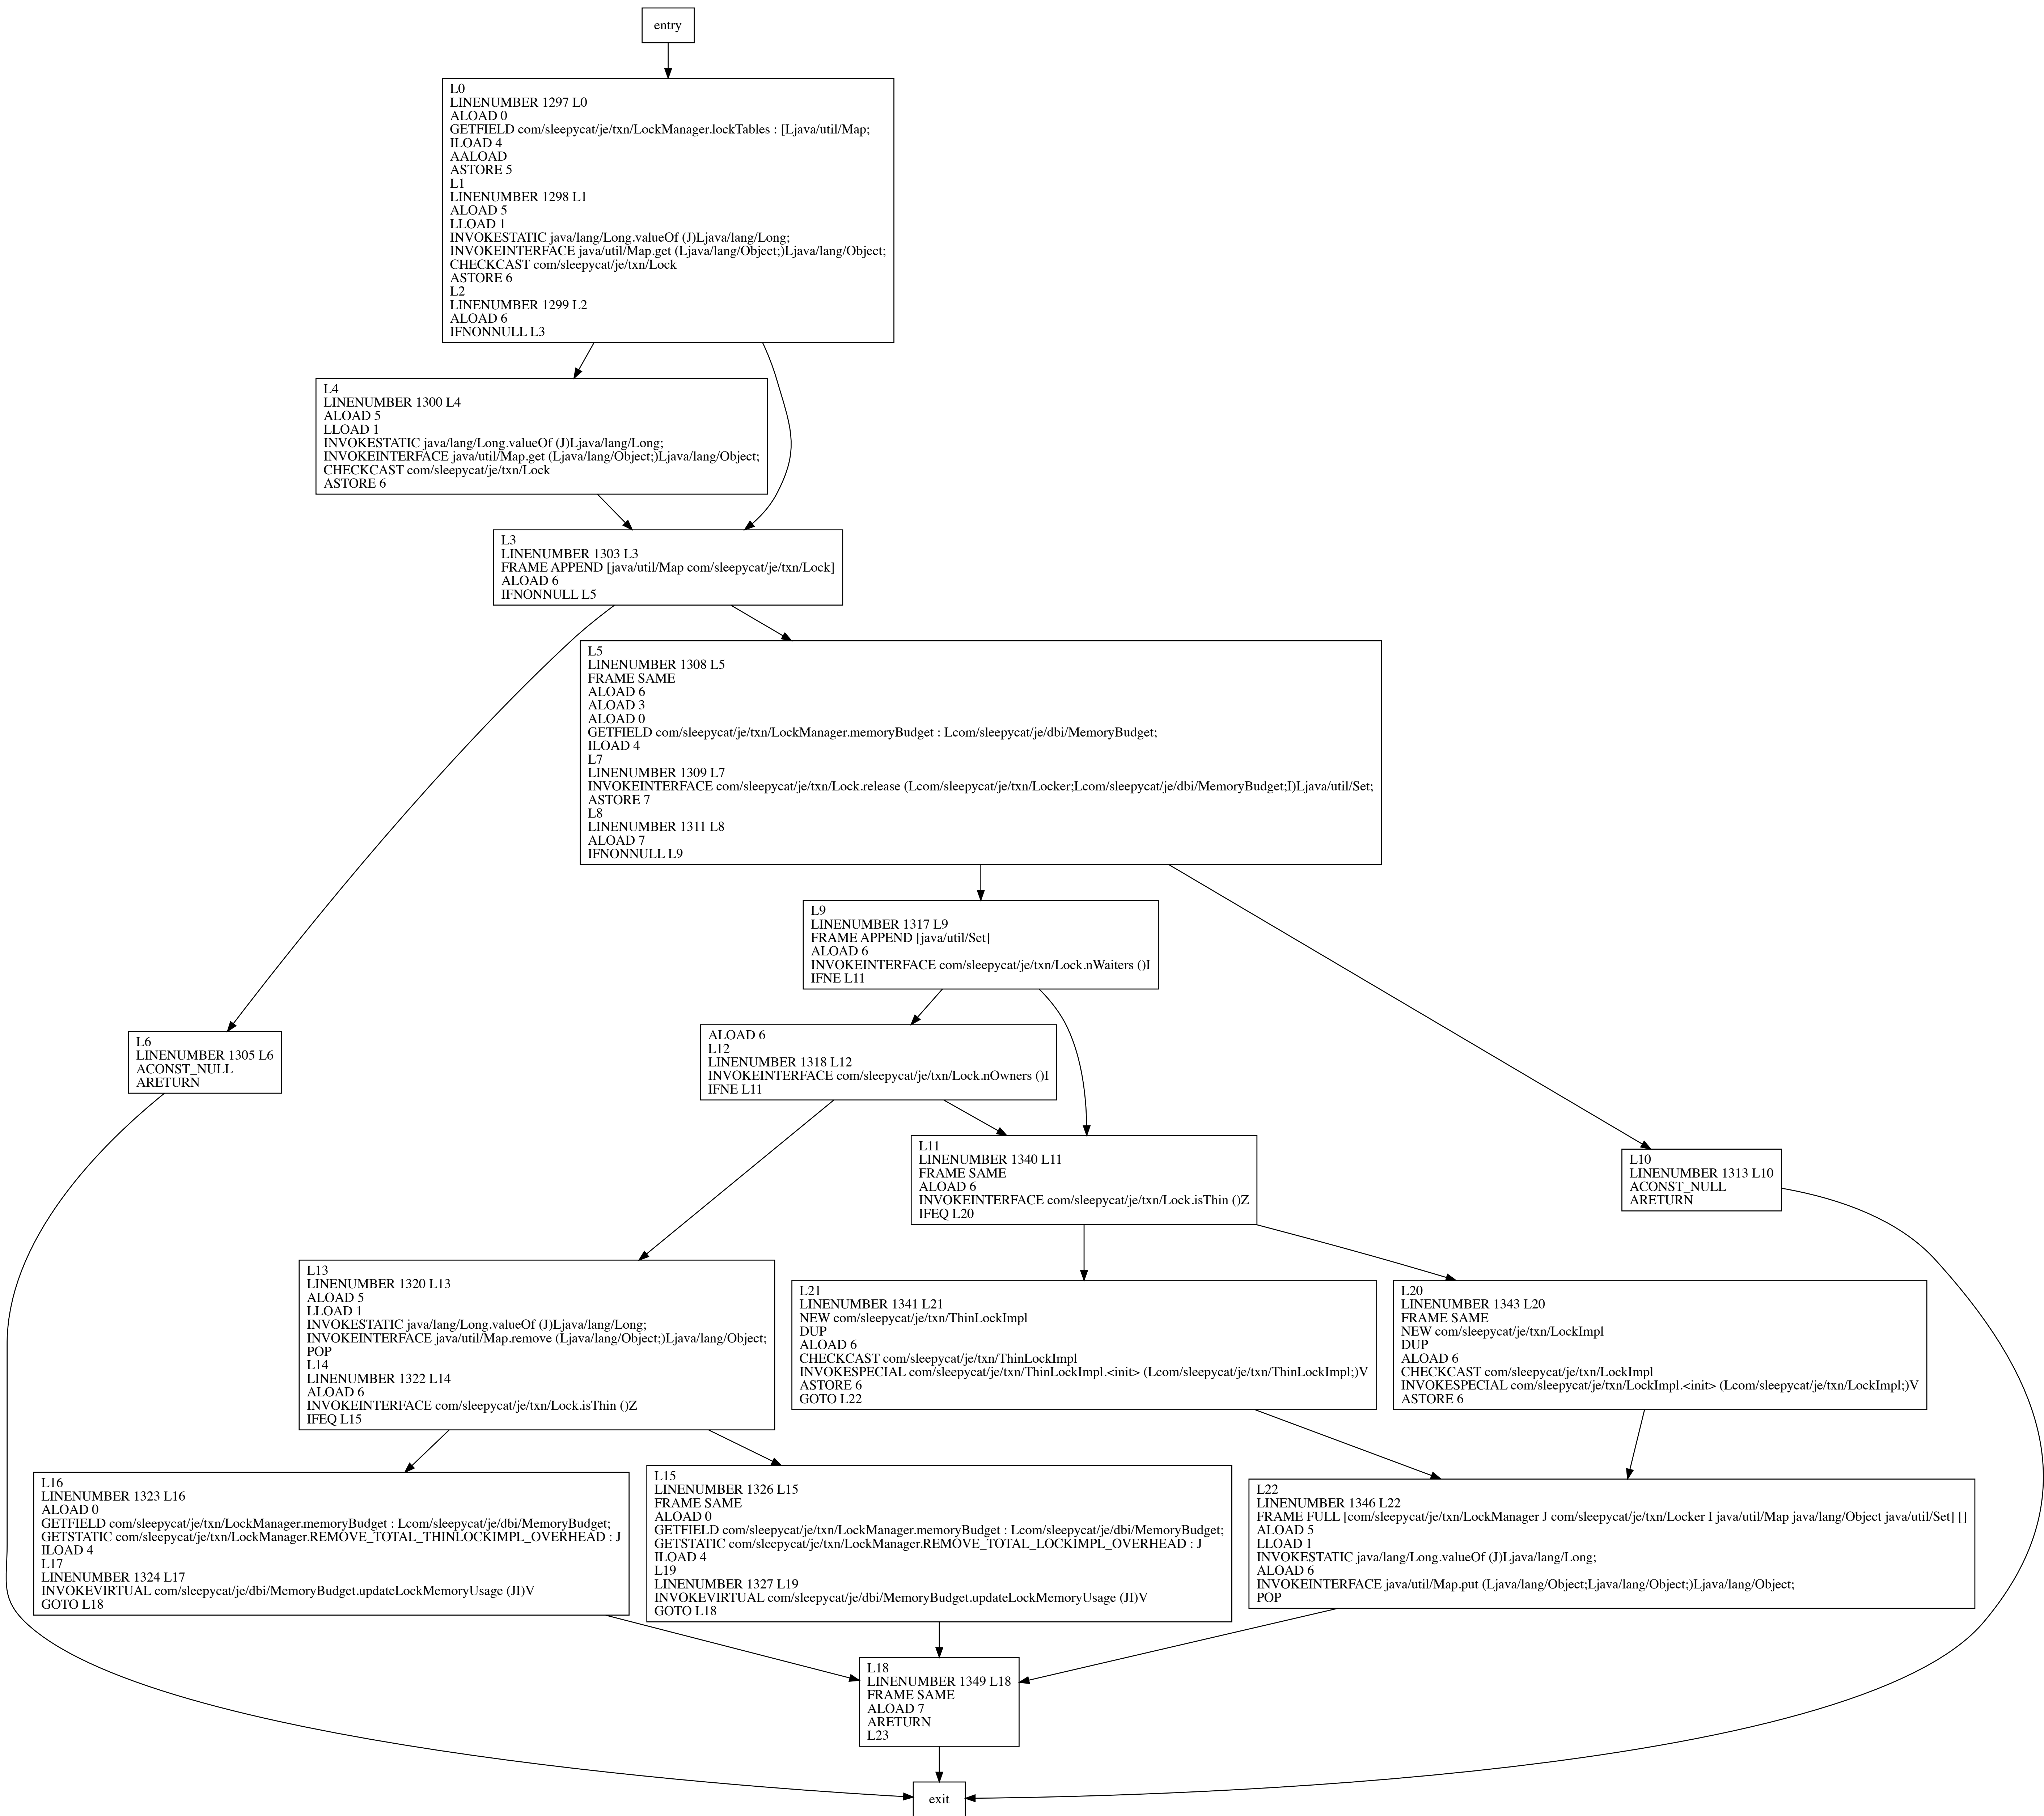 entry
L0
LINENUMBER 1297 L0
ALOAD 0
GETFIELD com/sleepycat/je/txn/LockManager.lockTables : [Ljava/util/Map;
ILOAD 4
AALOAD
ASTORE 5
L1
LINENUMBER 1298 L1
ALOAD 5
LLOAD 1
INVOKESTATIC java/lang/Long.valueOf (J)Ljava/lang/Long;
INVOKEINTERFACE java/util/Map.get (Ljava/lang/Object;)Ljava/lang/Object;
CHECKCAST com/sleepycat/je/txn/Lock
ASTORE 6
L2
LINENUMBER 1299 L2
ALOAD 6
IFNONNULL L3
L4
LINENUMBER 1300 L4
ALOAD 5
LLOAD 1
INVOKESTATIC java/lang/Long.valueOf (J)Ljava/lang/Long;
INVOKEINTERFACE java/util/Map.get (Ljava/lang/Object;)Ljava/lang/Object;
CHECKCAST com/sleepycat/je/txn/Lock
ASTORE 6
L3
LINENUMBER 1303 L3
FRAME APPEND [java/util/Map com/sleepycat/je/txn/Lock]
ALOAD 6
IFNONNULL L5
L5
LINENUMBER 1308 L5
FRAME SAME
ALOAD 6
ALOAD 3
ALOAD 0
GETFIELD com/sleepycat/je/txn/LockManager.memoryBudget : Lcom/sleepycat/je/dbi/MemoryBudget;
ILOAD 4
L7
LINENUMBER 1309 L7
INVOKEINTERFACE com/sleepycat/je/txn/Lock.release (Lcom/sleepycat/je/txn/Locker;Lcom/sleepycat/je/dbi/MemoryBudget;I)Ljava/util/Set;
ASTORE 7
L8
LINENUMBER 1311 L8
ALOAD 7
IFNONNULL L9
L9
LINENUMBER 1317 L9
FRAME APPEND [java/util/Set]
ALOAD 6
INVOKEINTERFACE com/sleepycat/je/txn/Lock.nWaiters ()I
IFNE L11
L6
LINENUMBER 1305 L6
ACONST_NULL
ARETURN
ALOAD 6
L12
LINENUMBER 1318 L12
INVOKEINTERFACE com/sleepycat/je/txn/Lock.nOwners ()I
IFNE L11
L11
LINENUMBER 1340 L11
FRAME SAME
ALOAD 6
INVOKEINTERFACE com/sleepycat/je/txn/Lock.isThin ()Z
IFEQ L20
L10
LINENUMBER 1313 L10
ACONST_NULL
ARETURN
L13
LINENUMBER 1320 L13
ALOAD 5
LLOAD 1
INVOKESTATIC java/lang/Long.valueOf (J)Ljava/lang/Long;
INVOKEINTERFACE java/util/Map.remove (Ljava/lang/Object;)Ljava/lang/Object;
POP
L14
LINENUMBER 1322 L14
ALOAD 6
INVOKEINTERFACE com/sleepycat/je/txn/Lock.isThin ()Z
IFEQ L15
L21
LINENUMBER 1341 L21
NEW com/sleepycat/je/txn/ThinLockImpl
DUP
ALOAD 6
CHECKCAST com/sleepycat/je/txn/ThinLockImpl
INVOKESPECIAL com/sleepycat/je/txn/ThinLockImpl.<init> (Lcom/sleepycat/je/txn/ThinLockImpl;)V
ASTORE 6
GOTO L22
L20
LINENUMBER 1343 L20
FRAME SAME
NEW com/sleepycat/je/txn/LockImpl
DUP
ALOAD 6
CHECKCAST com/sleepycat/je/txn/LockImpl
INVOKESPECIAL com/sleepycat/je/txn/LockImpl.<init> (Lcom/sleepycat/je/txn/LockImpl;)V
ASTORE 6
L16
LINENUMBER 1323 L16
ALOAD 0
GETFIELD com/sleepycat/je/txn/LockManager.memoryBudget : Lcom/sleepycat/je/dbi/MemoryBudget;
GETSTATIC com/sleepycat/je/txn/LockManager.REMOVE_TOTAL_THINLOCKIMPL_OVERHEAD : J
ILOAD 4
L17
LINENUMBER 1324 L17
INVOKEVIRTUAL com/sleepycat/je/dbi/MemoryBudget.updateLockMemoryUsage (JI)V
GOTO L18
L15
LINENUMBER 1326 L15
FRAME SAME
ALOAD 0
GETFIELD com/sleepycat/je/txn/LockManager.memoryBudget : Lcom/sleepycat/je/dbi/MemoryBudget;
GETSTATIC com/sleepycat/je/txn/LockManager.REMOVE_TOTAL_LOCKIMPL_OVERHEAD : J
ILOAD 4
L19
LINENUMBER 1327 L19
INVOKEVIRTUAL com/sleepycat/je/dbi/MemoryBudget.updateLockMemoryUsage (JI)V
GOTO L18
L22
LINENUMBER 1346 L22
FRAME FULL [com/sleepycat/je/txn/LockManager J com/sleepycat/je/txn/Locker I java/util/Map java/lang/Object java/util/Set] []
ALOAD 5
LLOAD 1
INVOKESTATIC java/lang/Long.valueOf (J)Ljava/lang/Long;
ALOAD 6
INVOKEINTERFACE java/util/Map.put (Ljava/lang/Object;Ljava/lang/Object;)Ljava/lang/Object;
POP
L18
LINENUMBER 1349 L18
FRAME SAME
ALOAD 7
ARETURN
L23
exit